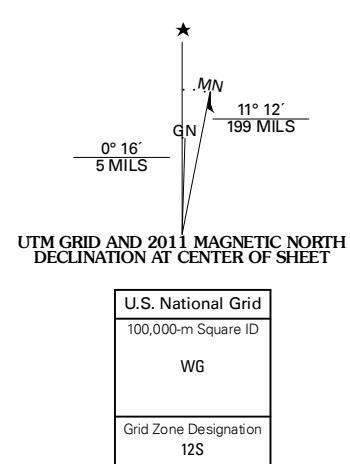 MN
GN
11° 12´
199 MILS
0° 16´
5 MILS
UTM GRID AND 2011 MAGNETIC NORTH
DECLINATION AT CENTER OF SHEET
U.S. National Grid
100,000-m Square ID
WG
Grid Zone Designation
12S